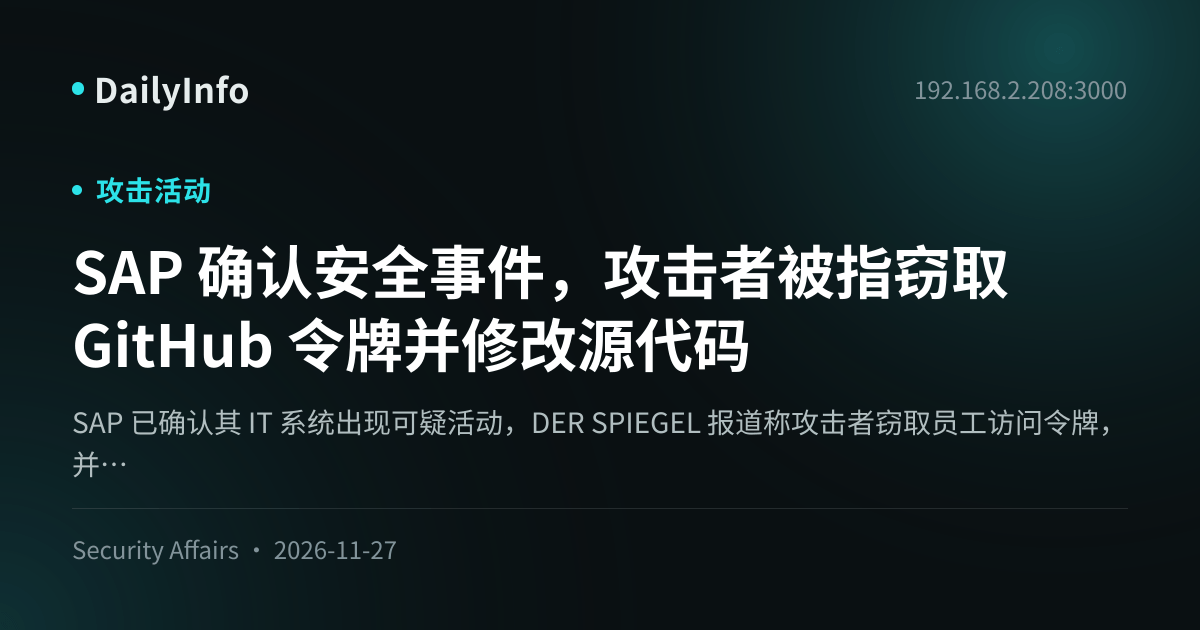 DailyInfo
192.168.2.208:3000
攻击活动
SAP 确认安全事件，攻击者被指窃取
GitHub 令牌并修改源代码
SAP 已确认其 IT 系统出现可疑活动，DER SPIEGEL 报道称攻击者窃取员工访问令牌，
并…
Security Affairs · 2026-11-27